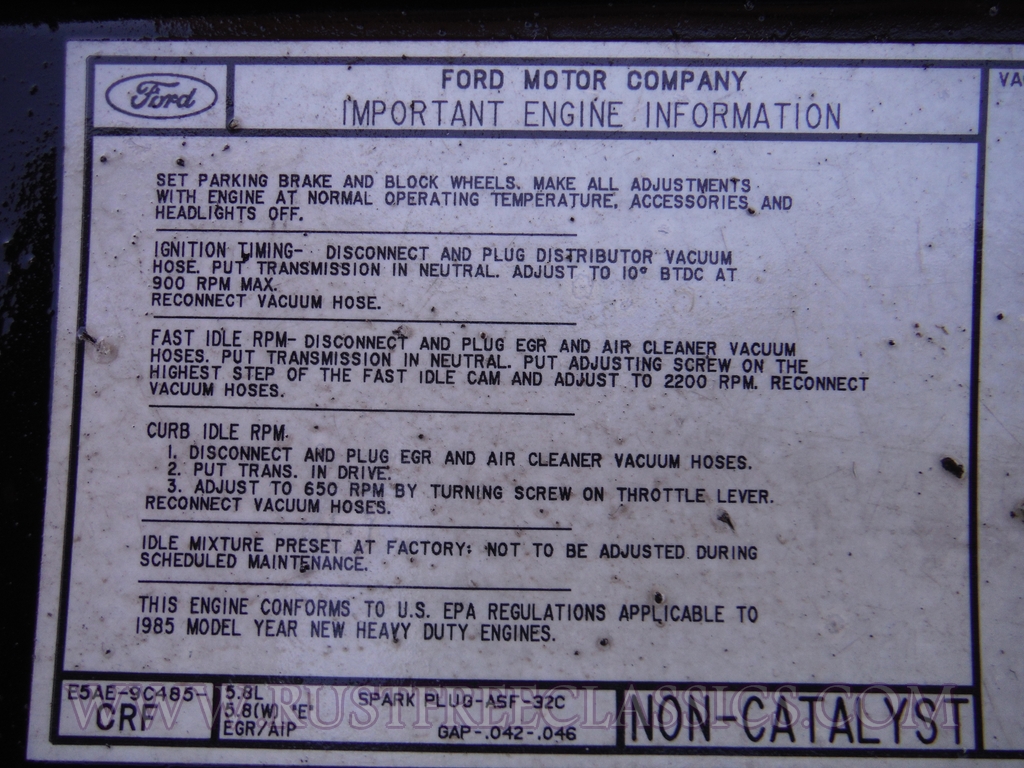 Ford
FORD MOTOR COMPANY
IMPORTANT ENGINE INFORMATION
SET PARKING BRAKE AND BLOCK WHEELS. MAKE ALL ADJUSTMENTS
WITH ENGINE AT NORMAL OPERATING TEMPERATURE, ACCESSORIES AND
HEADLIGHTS OFF.
IGNITION TIMING- DISCONNECT AND PLUG DISTRIBUTOR VACUUM
HOSE. PUT TRANSMISSION IN NEUTRAL. ADJUST TO 10° BTDC AT
900 RPM MAX.
RECONNECT VACUUM HOSE.
FAST IDLE RPM- DISCONNECT AND PLUG EGR AND AIR CLEANER VACUUM
HOSES. PUT TRANSMISSION IN NEUTRAL. PUT ADJUSTING SCREW ON THE
HIGHEST STEP OF THE FAST IDLE CAM AND ADJUST TO 2200 RPM. RECONNECT
VACUUM HOSES.
CURB IDLE RPM
1. DISCONNECT AND PLUG EGR AND AIR CLEANER VACUUM HOSES.
2. PUT TRANS. IN DRIVE.
3. ADJUST TO 650 RPM BY TURNING SCREW ON THROTTLE LEVER.
RECONNECT VACUUM HOSES.
IDLE MIXTURE PRESET AT FACTORY; NOT TO BE ADJUSTED DURING
SCHEDULED MAINTENANCE.
THIS ENGINE CONFORMS TO U.S. EPA REGULATIONS APPLICABLE TO
1985 MODEL YEAR NEW HEAVY DUTY ENGINES.
E5AE-9C485-
CRF
5.8L
5.8(W) "E"
EGR/AIP
SPARK PLUG-ASF-32C
GAP-.042-.046
NON-CATALYST
WWW.RUSTFREECLASSICS.COM